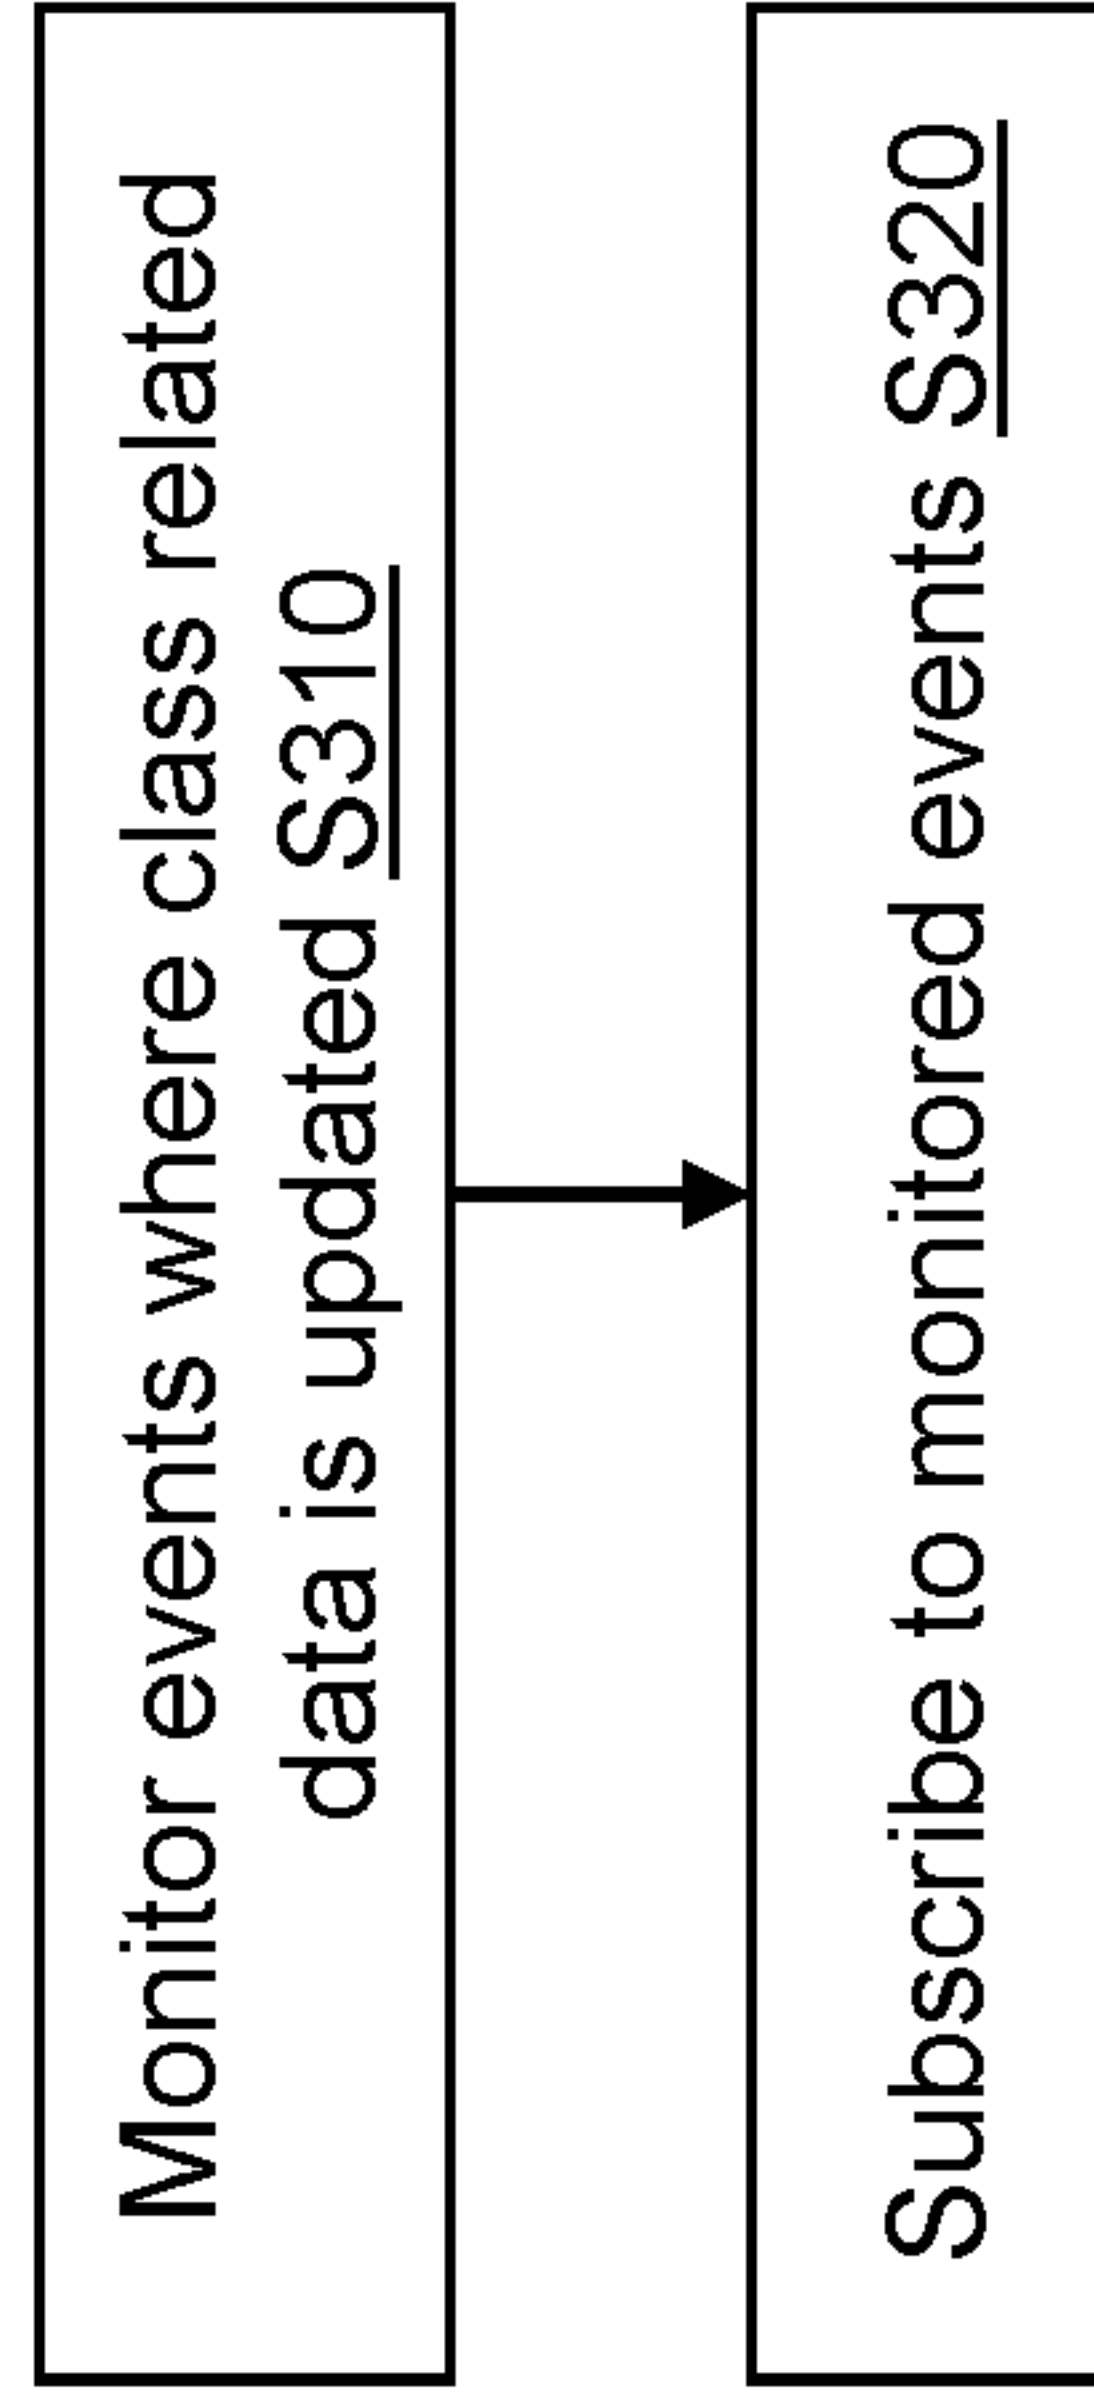 Monitor events where class related
data is updated S310
Subscribe to monitored events S320